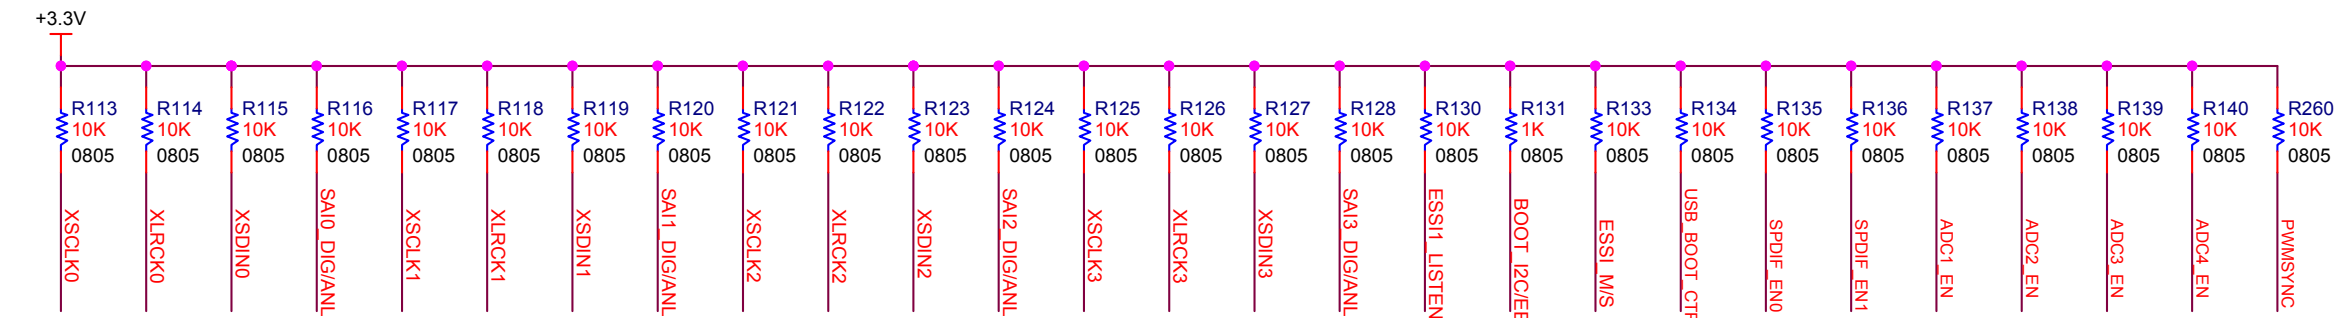 +3.3V
R113 R114 R115 R116 R117 R118 R119 R120 R121 R122 R123 R124 R125 R126 R127 R128 R130 R131 R133 R134 R135 R136 R137 R138 R139 R140 R260
10K 10K 10K 10K 10K 10K 10K 10K 10K 10K 10K 10K 10K 10K 10K 10K 10K 1K 10K 10K 10K 10K 10K 10K 10K 10K 10K
0805 0805 0805 0805 0805 0805 0805 0805 0805 0805 0805 0805 0805 0805 0805 0805 0805 0805 0805 0805 0805 0805 0805 0805 0805 0805 0805
XSCLK0
XLRCK0
XSDIN0
SAI0_DIG/ANL
XSCLK1
XLRCK1
XSDIN1
SAI1_DIG/ANL
XSCLK2
XLRCK2
XSDIN2
SAI2_DIG/ANL
XSCLK3
XLRCK3
XSDIN3
SAI3_DIG/ANL
ESSI1_LISTEN
BOOT_I2C/EE
ESSI_M/S
USB_BOOT_CTR
SPDIF_EN0
SPDIF_EN1
ADC1_EN
ADC2_EN
ADC3_EN
ADC4_EN
PWMSYNC